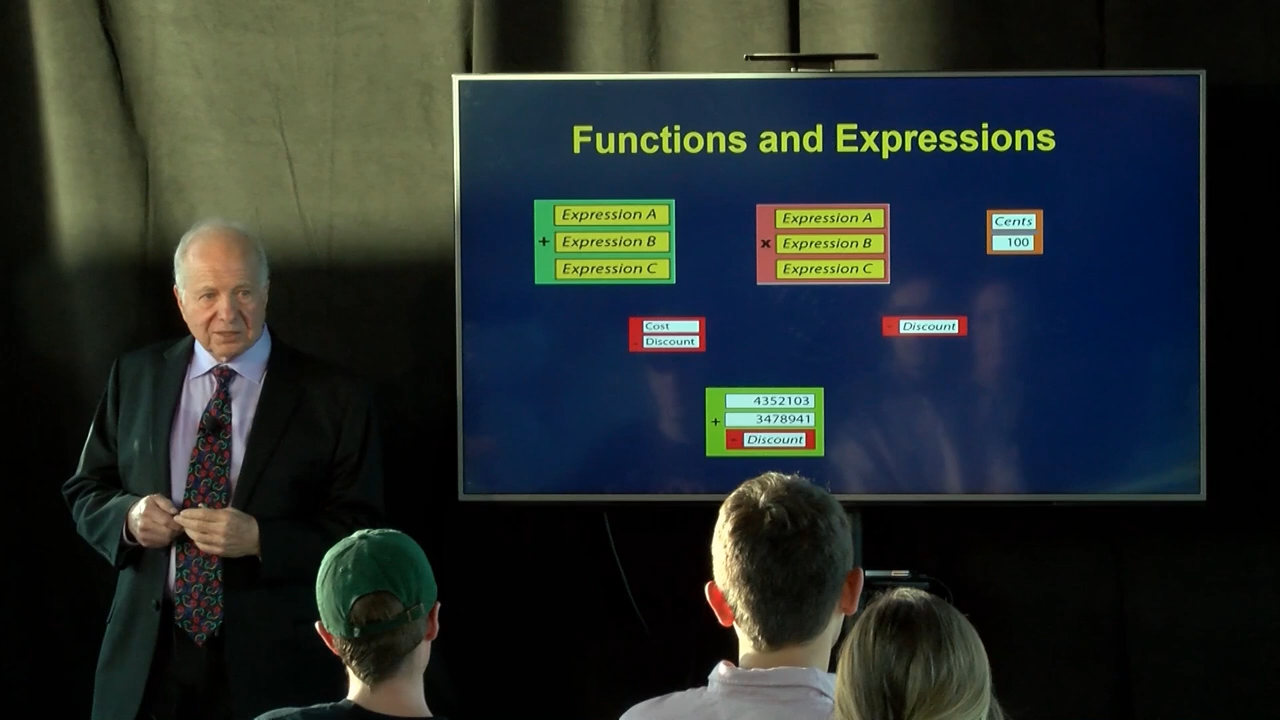 Functions and Expressions
Expression A
+ Expression B
Expression C
Expression A
x Expression B
Expression C
Cents
100
Cost
- Discount
- Discount
4352103
+ 3478941
- Discount